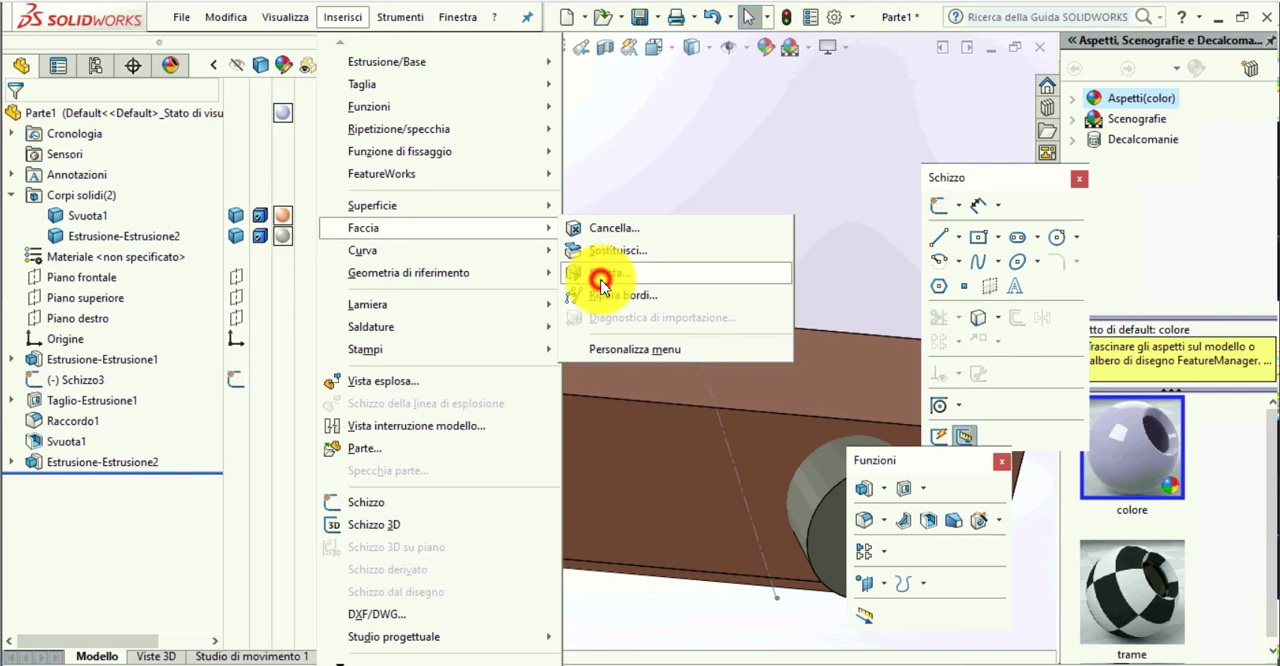 SOLIDWORKS
File
Modifica
Visualizza
Inserisci
Strumenti
Finestra
?
Parte1 *
Ricerca della Guida SOLIDWORKS
?
Parte1 (Default<<Default>_Stato di visu
Cronologia
Sensori
Annotazioni
Corpi solidi(2)
Svuota1
Estrusione-Estrusione2
Materiale <non specificato>
Piano frontale
Piano superiore
Piano destro
Origine
Estrusione-Estrusione1
(-) Schizzo3
Taglio-Estrusione1
Raccordo1
Svuota1
Estrusione-Estrusione2
Modello
Viste 3D
Studio di movimento 1
Estrusione/Base
Taglia
Funzioni
Ripetizione/specchia
Funzione di fissaggio
FeatureWorks
Superficie
Faccia
Curva
Geometria di riferimento
Lamiera
Saldature
Stampi
Vista esplosa...
Schizzo della linea di esplosione
Vista interruzione modello...
Parte...
Specchia parte...
Schizzo
3D Schizzo 3D
Schizzo 3D su piano
Schizzo derivato
Schizzo dal disegno
DXF/DWG...
Studio progettuale
Cancella...
Sostituisci...
bordi...
Diagnostica di importazione...
Personalizza menu
Schizzo
Funzioni
Aspetti, Scenografie e Decalcoma...
Aspetti(color)
Scenografie
Decalcomanie
tto di default: colore
Trascinare gli aspetti sul modello o
albero di disegno FeatureManager. ...
colore
trame